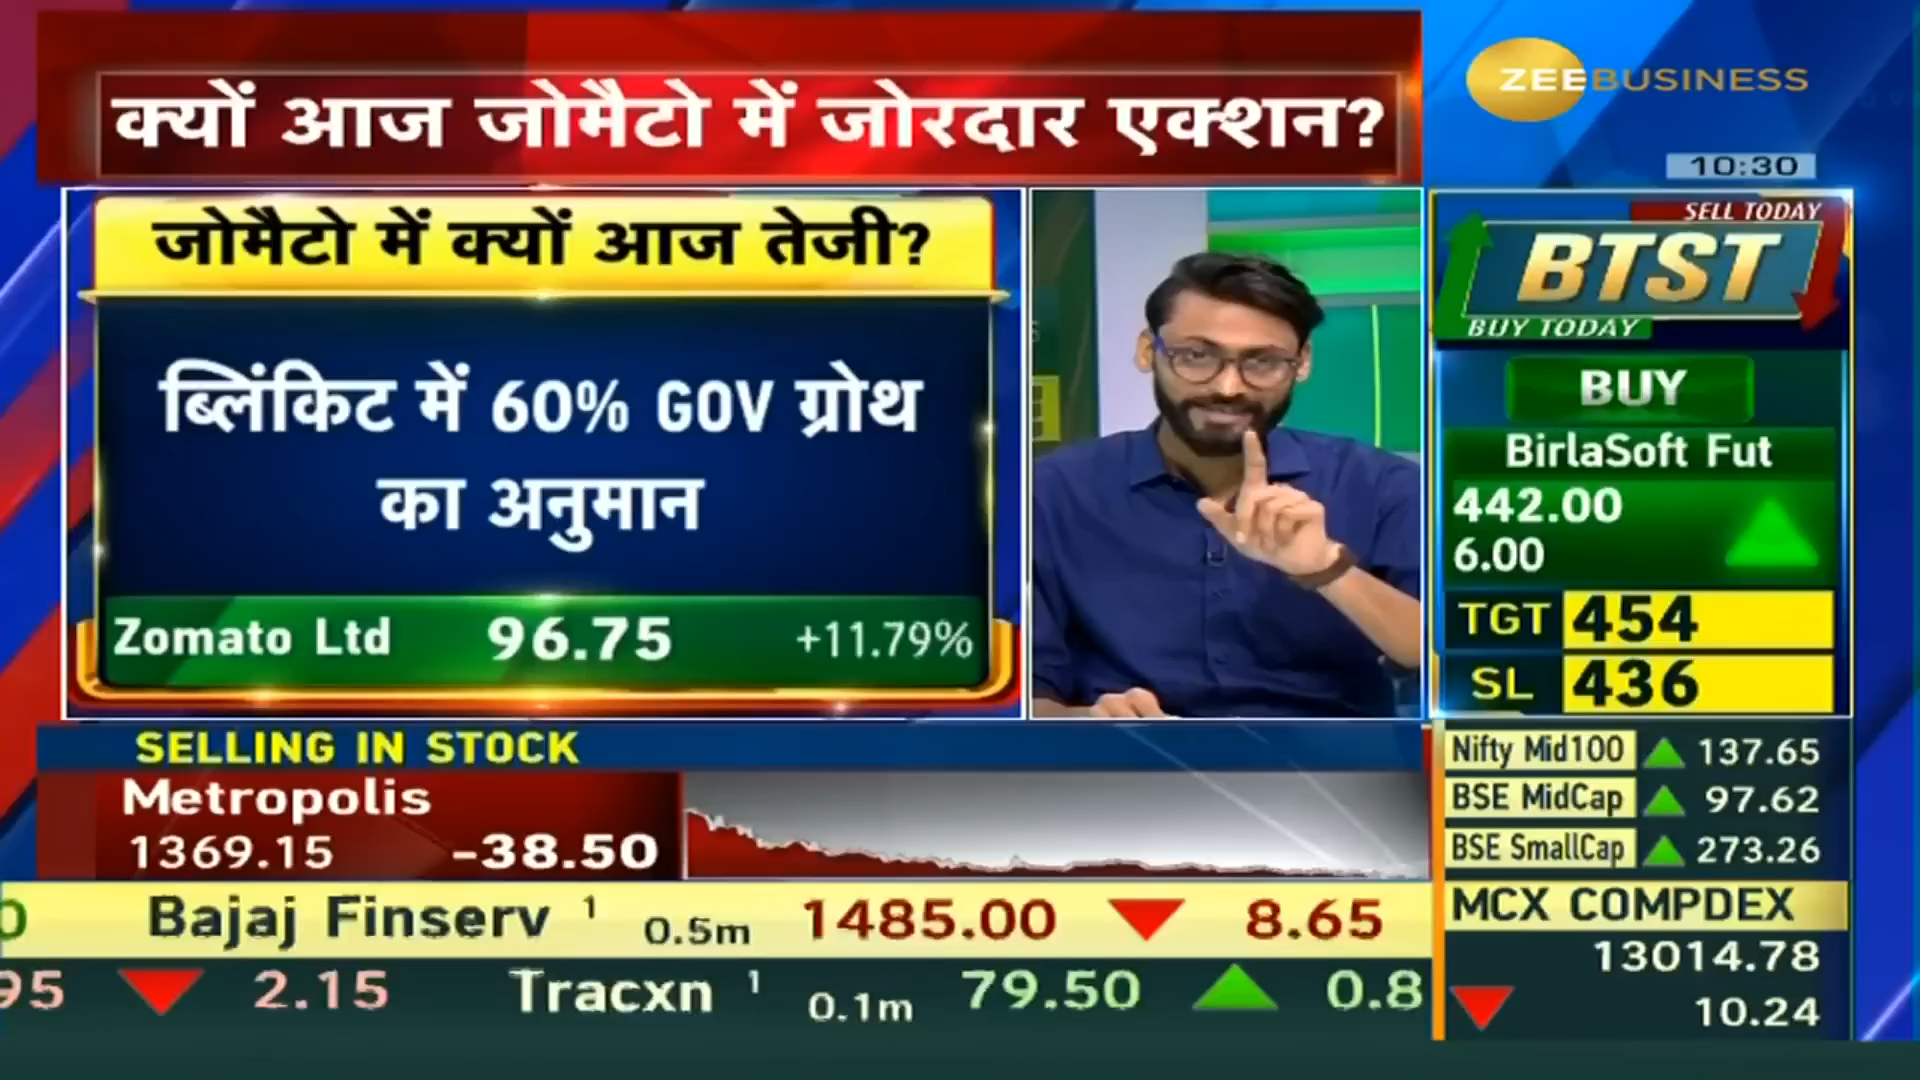 क्यों आज जोमैटो में जोरदार एक्शन?
ZEEBUSINESS
10:30
जोमैटो में क्यों आज तेजी?
ब्लिंकिट में 60% GOV ग्रोथ
का अनुमान
Zomato Ltd 96.75 +11.79%
SELL TODAY
BTST
BUY TODAY
BUY
BirlaSoft Fut
442.00
6.00
TGT 454
SL 436
SELLING IN STOCK
Metropolis
1369.15 -38.50
Nifty Mid100 137.65
BSE MidCap 97.62
BSE SmallCap 273.26
MCX COMPDEX
13014.78
10.24
0 Bajaj Finserv 1 0.5m 1485.00 8.65
95 2.15 Tracxn 1 0.1m 79.50 0.8